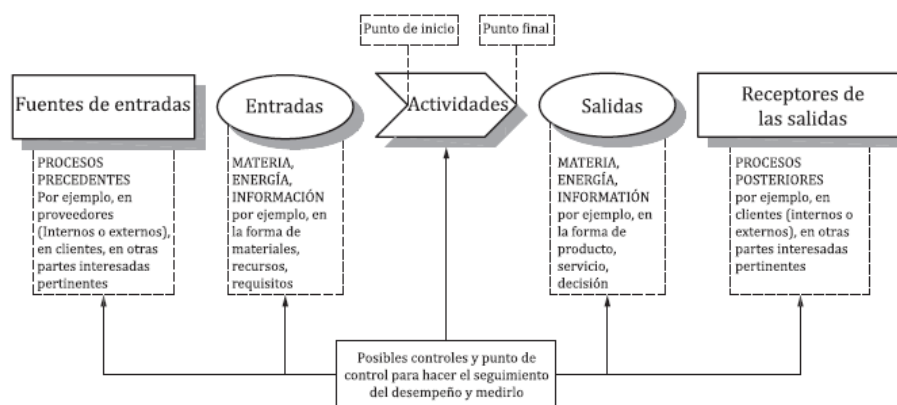 Punto de inicio
Punto final
Fuentes de entradas
Entradas
Actividades
Salidas
Receptores de
las salidas
PROCESOS
PRECEDENTES
Por ejemplo, en
proveedores
(Internos o externos),
en clientes, en otras
partes interesadas
pertinentes
MATERIA,
ENERGÍA,
INFORMACIÓN
por ejemplo, en
la forma de
materiales,
recursos,
requisitos
MATERIA,
ENERGÍA,
INFORMATIÓN
por ejemplo, en
la forma de
producto,
servicio,
decisión
PROCESOS
POSTERIORES
por ejemplo, en
clientes (internos o
externos), en otras
partes interesadas
pertinentes
Posibles controles y punto de
control para hacer el seguimiento
del desempeño y medirlo